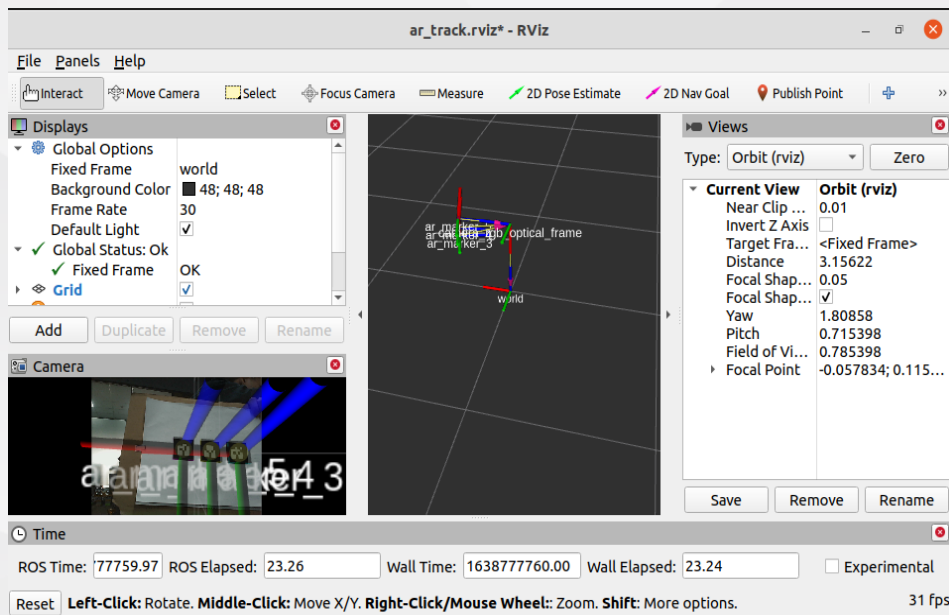 ar_track.rviz* - RViz
File Panels Help
Interact Move Camera Select Focus Camera Measure 2D Pose Estimate 2D Nav Goal Publish Point »
Displays
Global Options
Fixed Frame world
Background Color 48; 48; 48
Frame Rate 30
Default Light
Global Status: Ok
Fixed Frame OK
Grid
Add Duplicate Remove Rename
Camera
5 4 3
ar_marker_3
optical_frame
world
Views
Type: Orbit (rviz) Zero
Current View Orbit (rviz)
Near Clip ... 0.01
Invert Z Axis
Target Fra... <Fixed Frame>
Distance 3.15622
Focal Shap... 0.05
Focal Shap...
Yaw 1.80858
Pitch 0.715398
Field of Vi... 0.785398
Focal Point -0.057834; 0.115...
Save Remove Rename
Time
ROS Time: 777759.97 ROS Elapsed: 23.26 Wall Time: 1638777760.00 Wall Elapsed: 23.24 Experimental
Reset Left-Click: Rotate. Middle-Click: Move X/Y. Right-Click/Mouse Wheel:: Zoom. Shift: More options. 31 fps